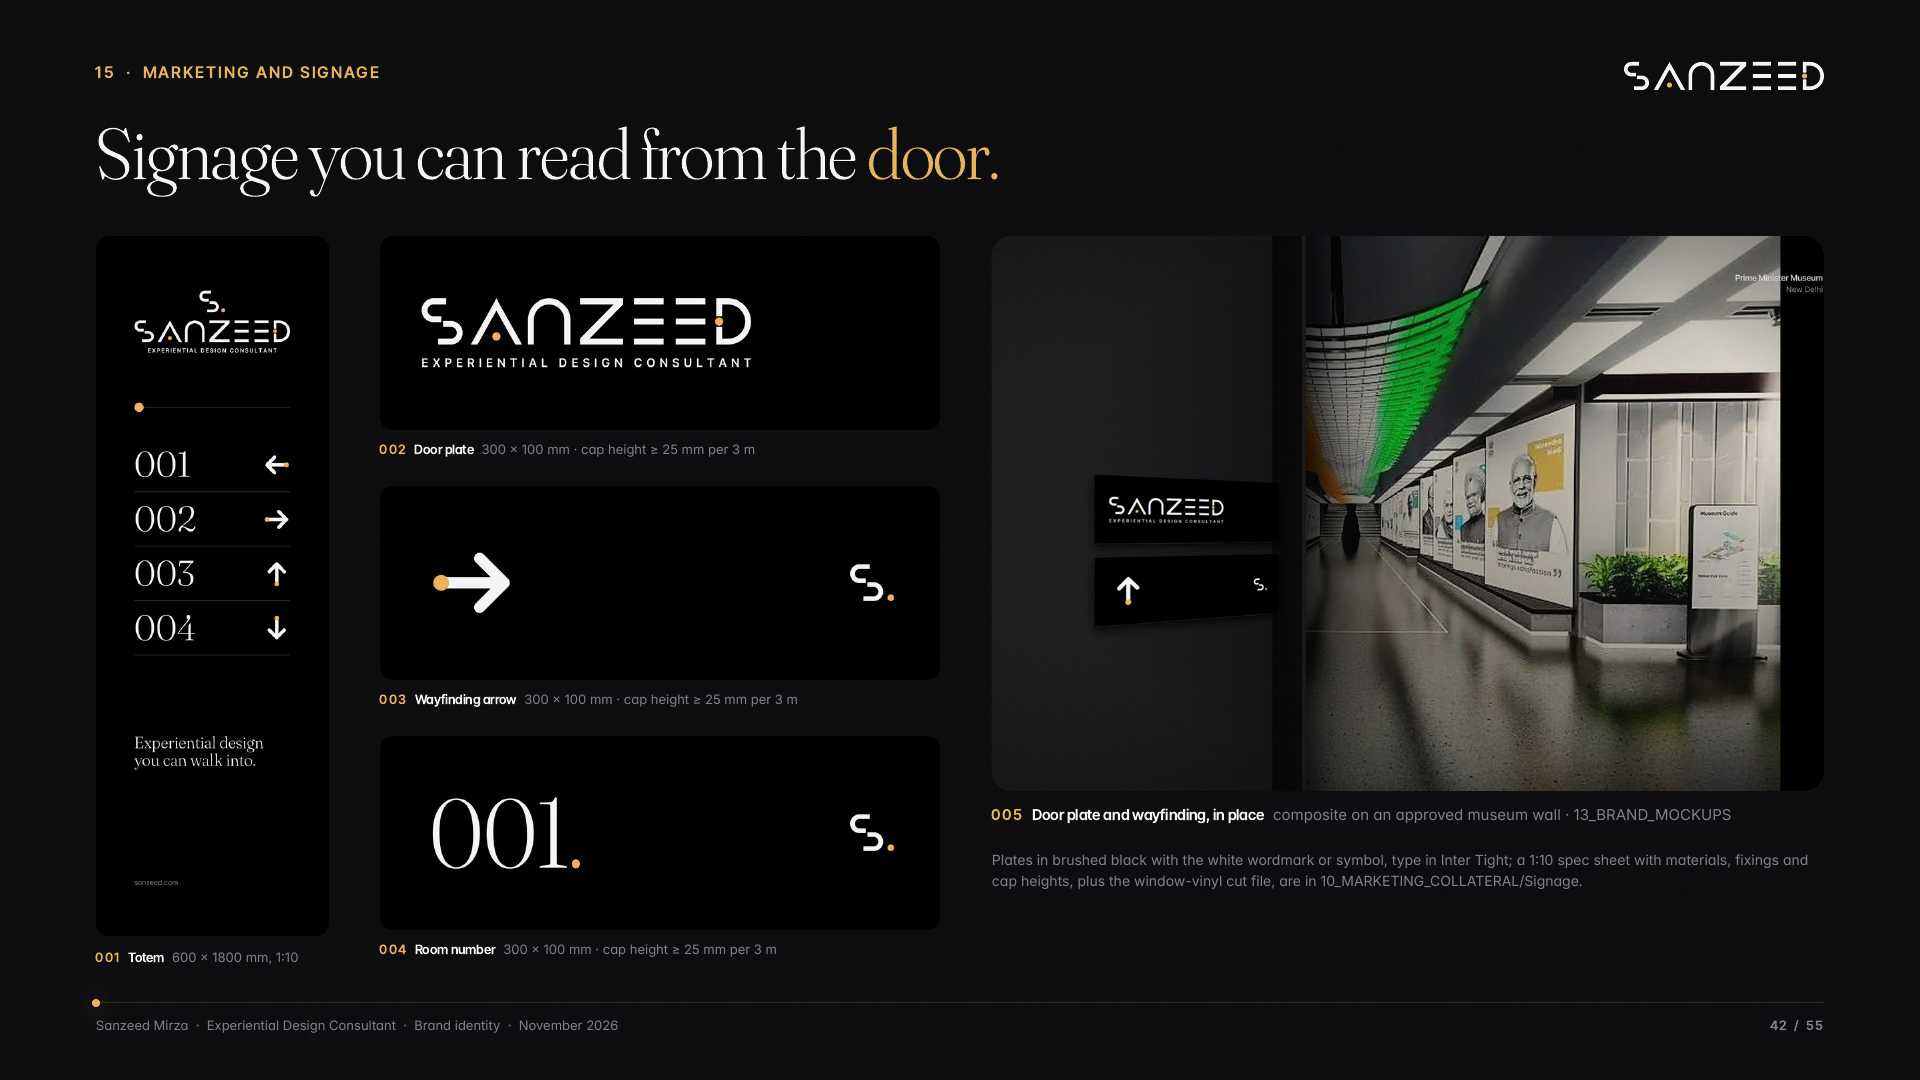 15 · MARKETING AND SIGNAGE
SANZEED
Signage you can read from the door.
S.
SANZEED
EXPERIENTIAL DESIGN CONSULTANT
001
002
003
004
Experiential design
you can walk into.
sanzeed.com
001 Totem 600 × 1800 mm, 1:10
SANZEED
EXPERIENTIAL DESIGN CONSULTANT
002 Door plate 300 × 100 mm · cap height ≥ 25 mm per 3 m
S.
003 Wayfinding arrow 300 × 100 mm · cap height ≥ 25 mm per 3 m
001.
S.
004 Room number 300 × 100 mm · cap height ≥ 25 mm per 3 m
Prime Minister Museum
New Delhi
SANZEED
EXPERIENTIAL DESIGN CONSULTANT
S.
Museum Guide
005 Door plate and wayfinding, in place composite on an approved museum wall · 13_BRAND_MOCKUPS
Plates in brushed black with the white wordmark or symbol, type in Inter Tight; a 1:10 spec sheet with materials, fixings and
cap heights, plus the window-vinyl cut file, are in 10_MARKETING_COLLATERAL/Signage.
Sanzeed Mirza · Experiential Design Consultant · Brand identity · November 2026
42 / 55